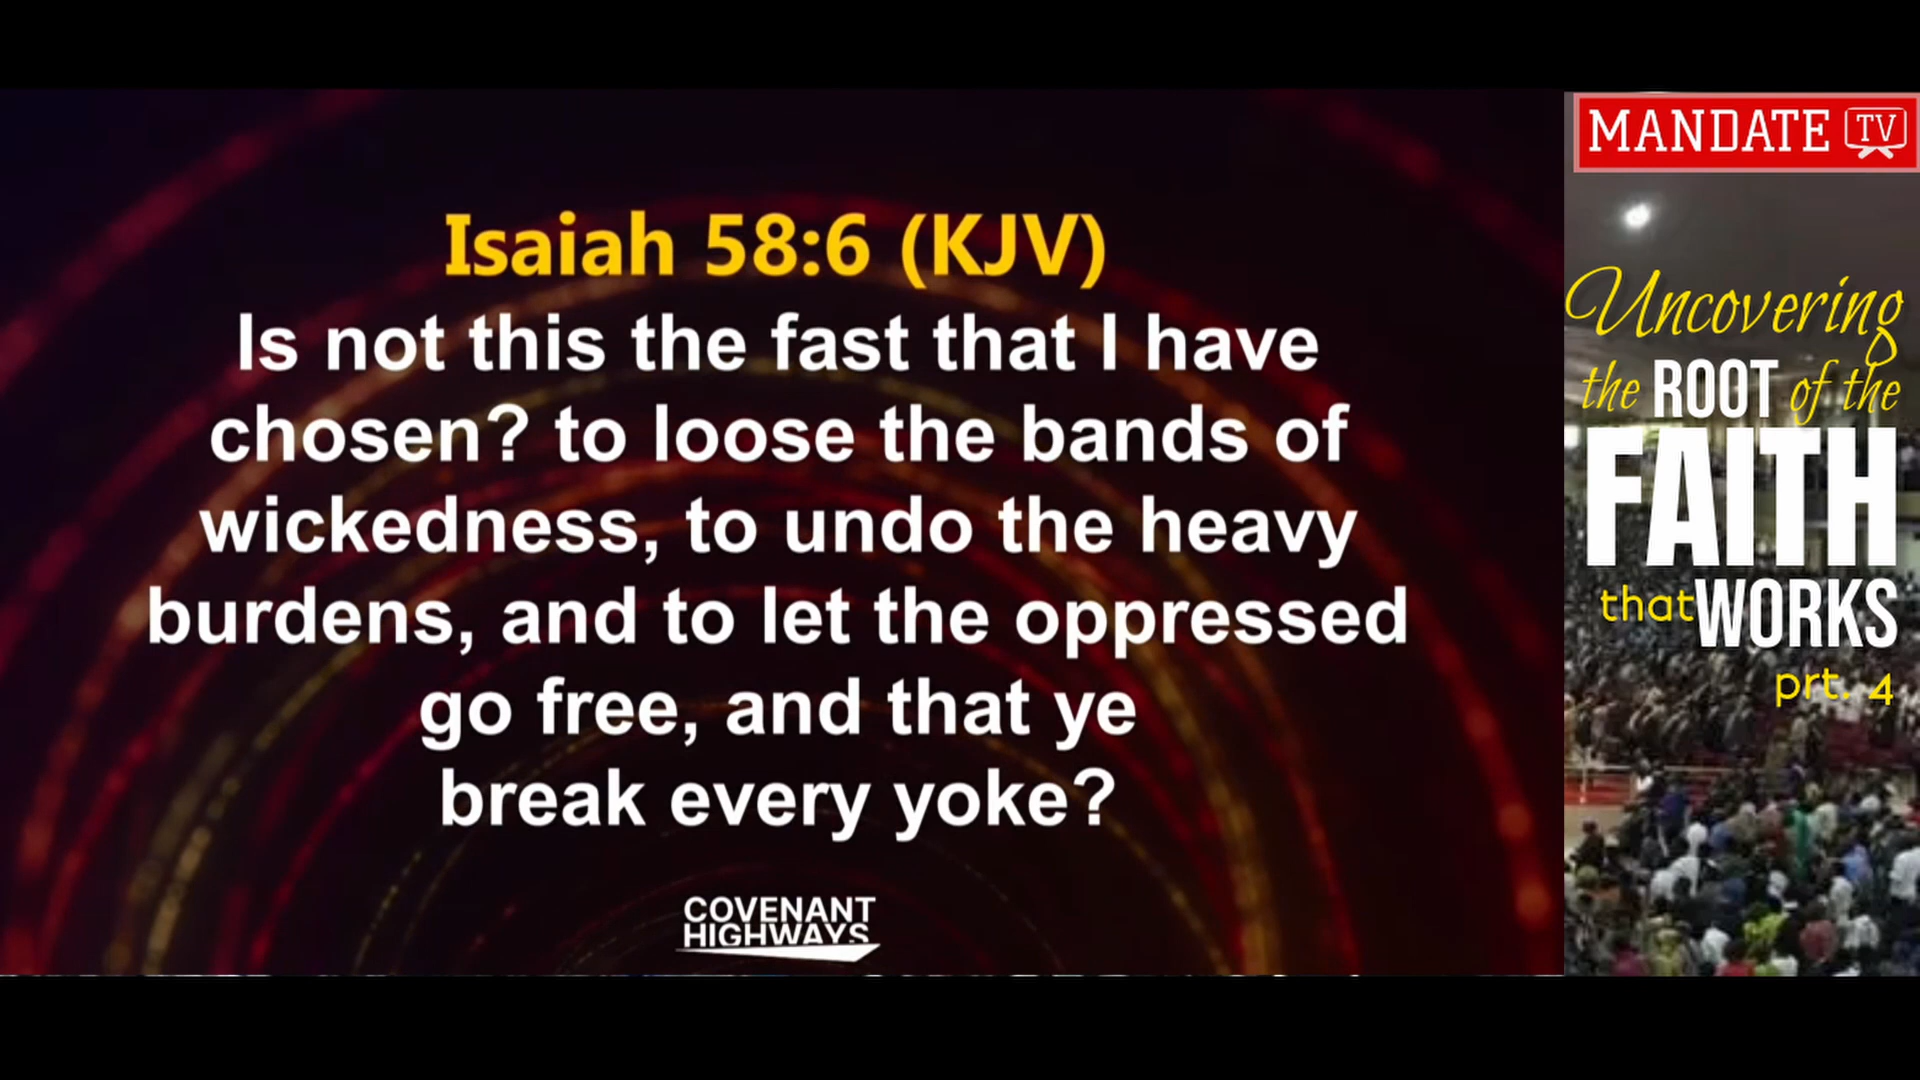 Isaiah 58:6 (KJV)
Is not this the fast that I have
chosen? to loose the bands of
wickedness, to undo the heavy
burdens, and to let the oppressed
go free, and that ye
break every yoke?
COVENANT
HIGHWAYS
MANDATE TV
Uncovering
the ROOT of the
FAITH
that WORKS
prt. 4